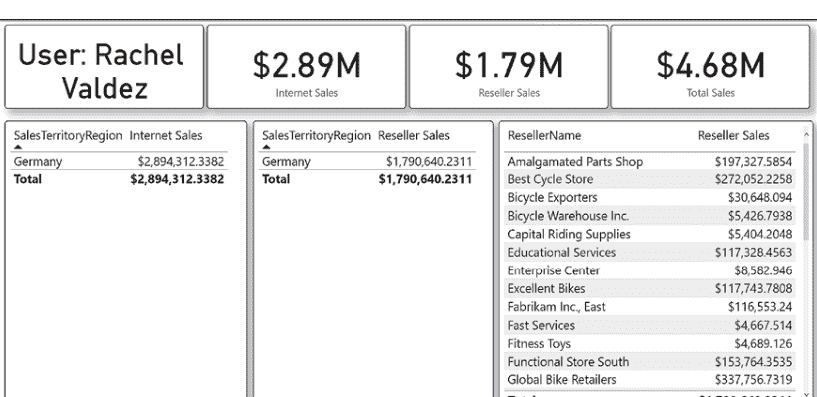 User: Rachel
Valdez
$2.89M
Internet Sales
$1.79M
Reseller Sales
$4.68M
Total Sales
SalesTerritoryRegion Internet Sales
Germany $2,894,312.3382
Total $2,894,312.3382
SalesTerritoryRegion Reseller Sales
Germany $1,790,640.2311
Total $1,790,640.2311
ResellerName Reseller Sales
Amalgamated Parts Shop $197,327.5854
Best Cycle Store $272,052.2258
Bicycle Exporters $30,648.094
Bicycle Warehouse Inc. $5,426.7938
Capital Riding Supplies $5,404.2048
Educational Services $117,328.4563
Enterprise Center $8,582.946
Excellent Bikes $117,743.7808
Fabrikam Inc., East $116,553.24
Fast Services $4,667.514
Fitness Toys $4,689.126
Functional Store South $153,764.3535
Global Bike Retailers $337,756.7319